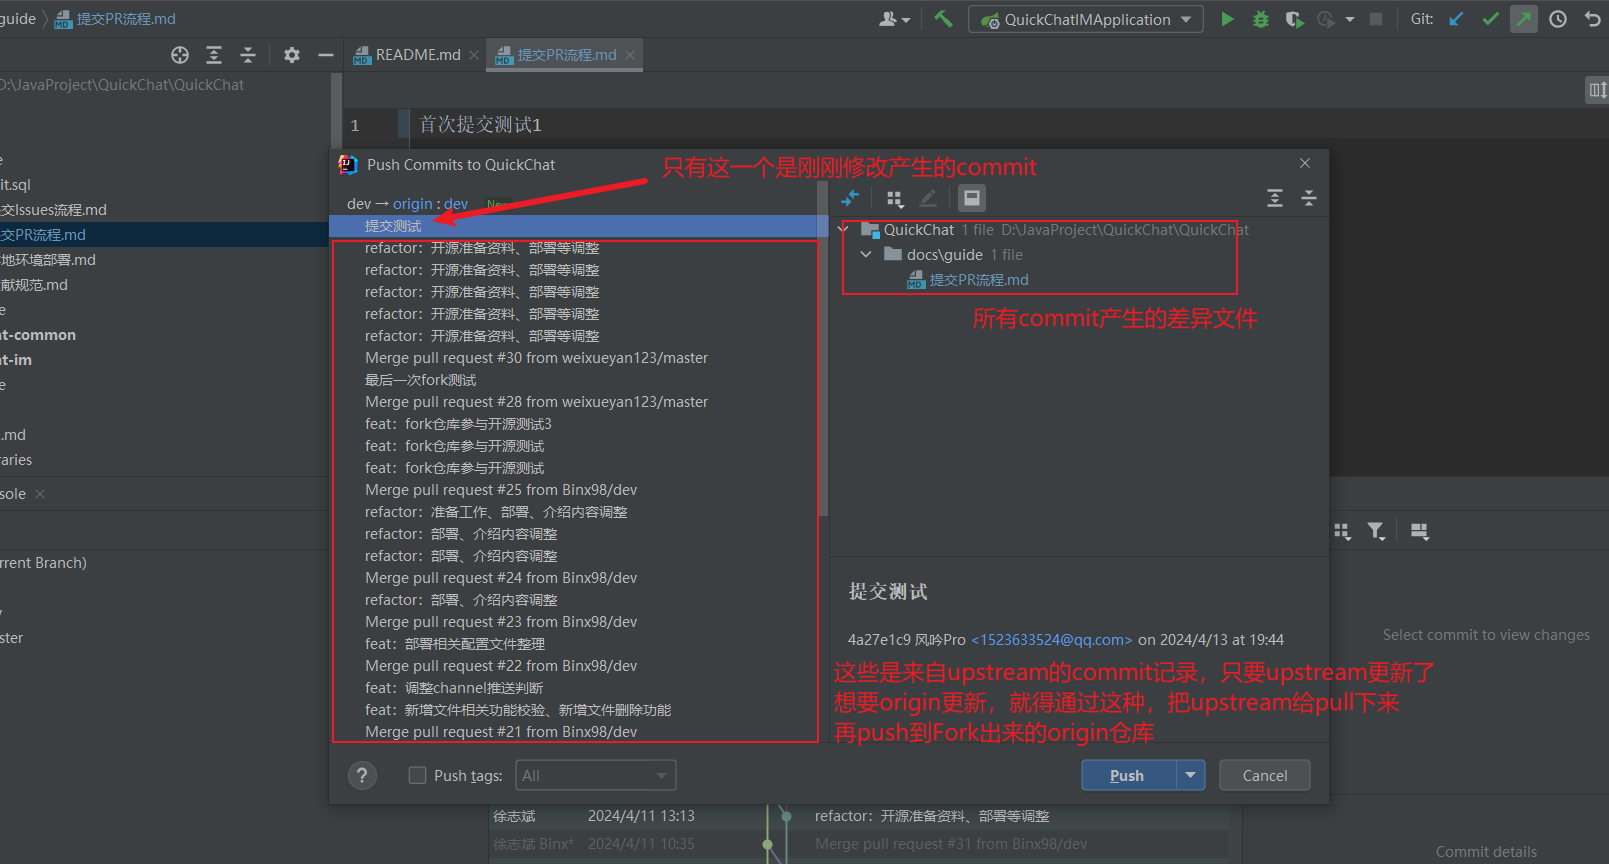 guide
提交PR流程.md
QuickChatIMApplication
Git:
README.md
提交PR流程.md
D:\JavaProject\QuickChat\QuickChat
1
首次提交测试1
Push Commits to QuickChat
只有这一个是刚刚修改产生的commit
dev → origin : dev New
提交测试
refactor：开源准备资料、部署等调整
refactor：开源准备资料、部署等调整
refactor：开源准备资料、部署等调整
refactor：开源准备资料、部署等调整
refactor：开源准备资料、部署等调整
Merge pull request #30 from weixueyan123/master
最后一次fork测试
Merge pull request #28 from weixueyan123/master
feat：fork仓库参与开源测试3
feat：fork仓库参与开源测试
feat：fork仓库参与开源测试
Merge pull request #25 from Binx98/dev
refactor：准备工作、部署、介绍内容调整
refactor：部署、介绍内容调整
refactor：部署、介绍内容调整
Merge pull request #24 from Binx98/dev
refactor：部署、介绍内容调整
Merge pull request #23 from Binx98/dev
feat：部署相关配置文件整理
Merge pull request #22 from Binx98/dev
feat：调整channel推送判断
feat：新增文件相关功能校验、新增文件删除功能
Merge pull request #21 from Binx98/dev
QuickChat 1 file D:\JavaProject\QuickChat\QuickChat
docs\guide 1 file
提交PR流程.md
所有commit产生的差异文件
提交测试
4a27e1c9 风吟Pro <1523633524@qq.com> on 2024/4/13 at 19:44
这些是来自upstream的commit记录，只要upstream更新了
想要origin更新，就得通过这种，把upstream给pull下来
再push到Fork出来的origin仓库
?
Push tags:
All
Push
Cancel
e
it.sql
交Issues流程.md
交PR流程.md
地环境部署.md
献规范.md
e
at-common
at-im
e
.md
raries
sole
rrent Branch)
ster
Select commit to view changes
徐志斌 2024/4/11 13:13 refactor：开源准备资料、部署等调整
徐志斌 Binx* 2024/4/11 10:35 Merge pull request #31 from Binx98/dev
Commit details